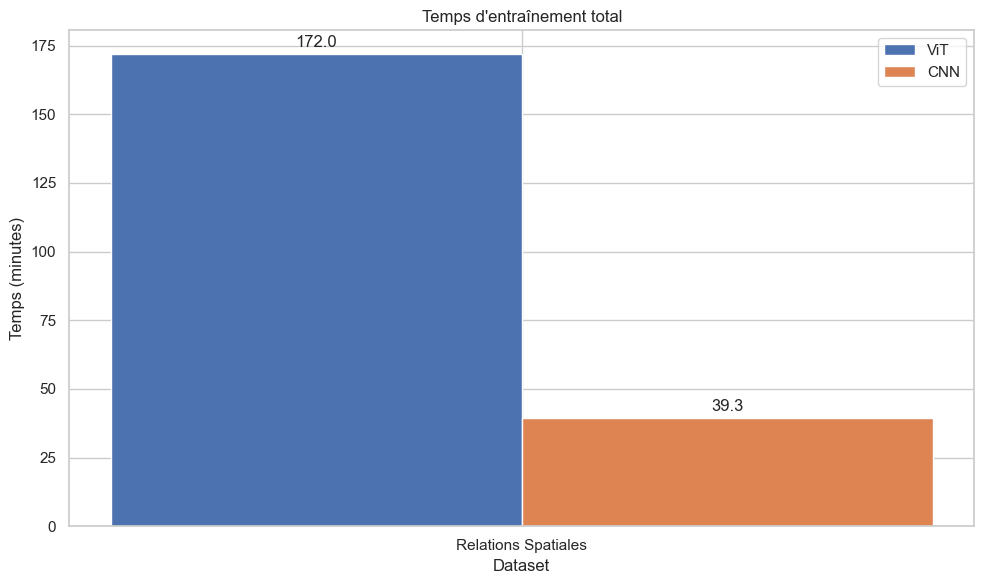 Temps d'entraînement total
ViT
CNN
172.0
39.3
Temps (minutes)
175
150
125
100
75
50
25
0
Relations Spatiales
Dataset